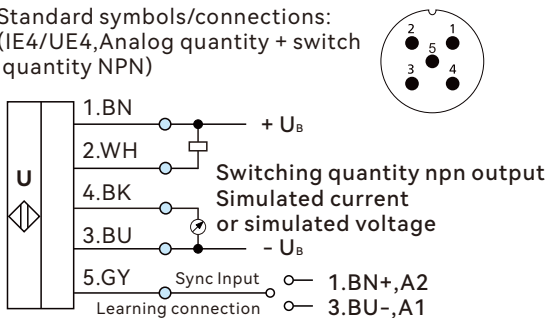 Standard symbols/connections:
(IE4/UE4,Analog quantity + switch
quantity NPN)
2 1
5
3 4
1.BN
+ UB
2.WH
U
Switching quantity npn output
4.BK
Simulated current
or simulated voltage
3.BU
- UB
5.GY
Sync Input
1.BN+,A2
Learning connection
3.BU-,A1